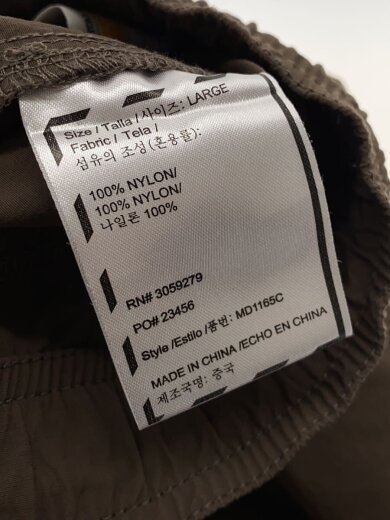 Size / Talla / 사이즈: LARGE
Fabric / Tela /
섬유의 조성(혼용률):
100% NYLON/
100% NYLON/
나일론 100%
RN# 3059279
PO# 23456
Style /Estilo /품번: MD1165C
MADE IN CHINA /ECHO EN CHINA
제조국명: 중국